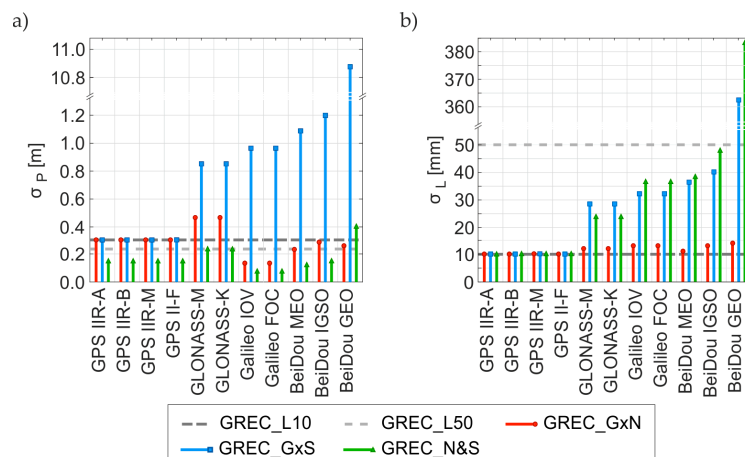 a)
b)
11.0
10.8
1.2
1.0
0.8
0.6
0.4
0.2
0.0
σ P [m]
GPS IIR-A
GPS IIR-B
GPS IIR-M
GPS II-F
GLONASS-M
GLONASS-K
Galileo IOV
Galileo FOC
BeiDou MEO
BeiDou IGSO
BeiDou GEO
380
360
50
40
30
20
10
0
σ L [mm]
GPS IIR-A
GPS IIR-B
GPS IIR-M
GPS II-F
GLONASS-M
GLONASS-K
Galileo IOV
Galileo FOC
BeiDou MEO
BeiDou IGSO
BeiDou GEO
GREC_L10 GREC_L50 GREC_GxN
GREC_GxS GREC_N&S